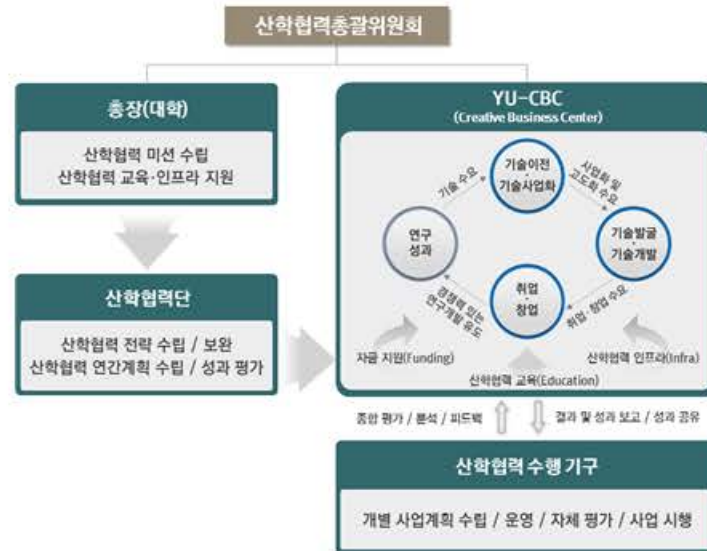 산학협력총괄위원회
총장(대학)
산학협력 미션 수립
산학협력 교육·인프라 지원
산학협력단
산학협력 전략 수립 / 보완
산학협력 연간계획 수립 / 성과 평가
YU-CBC
(Creative Business Center)
기술이전
기술사업화
기술 수요
사업화 및
고도화 수요
연구
성과
기술발굴
기술개발
취업
창업
경쟁력 있는
연구개발 유도
취업·창업 수요
자금 지원(Funding)
산학협력 교육(Education)
산학협력 인프라(Infra)
종합 평가 / 분석 / 피드백
결과 및 성과 보고 / 성과 공유
산학협력 수행 기구
개별 사업계획 수립 / 운영 / 자체 평가 / 사업 시행